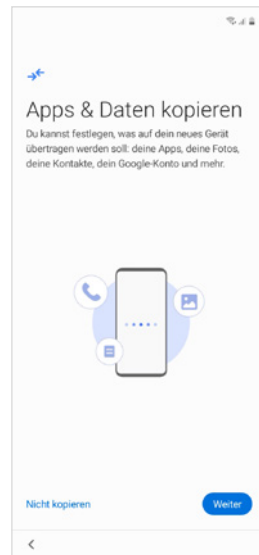 Apps & Daten kopieren
Du kannst festlegen, was auf dein neues Gerät
übertragen werden soll: deine Apps, deine Fotos,
deine Kontakte, dein Google-Konto und mehr.
Nicht kopieren
Weiter